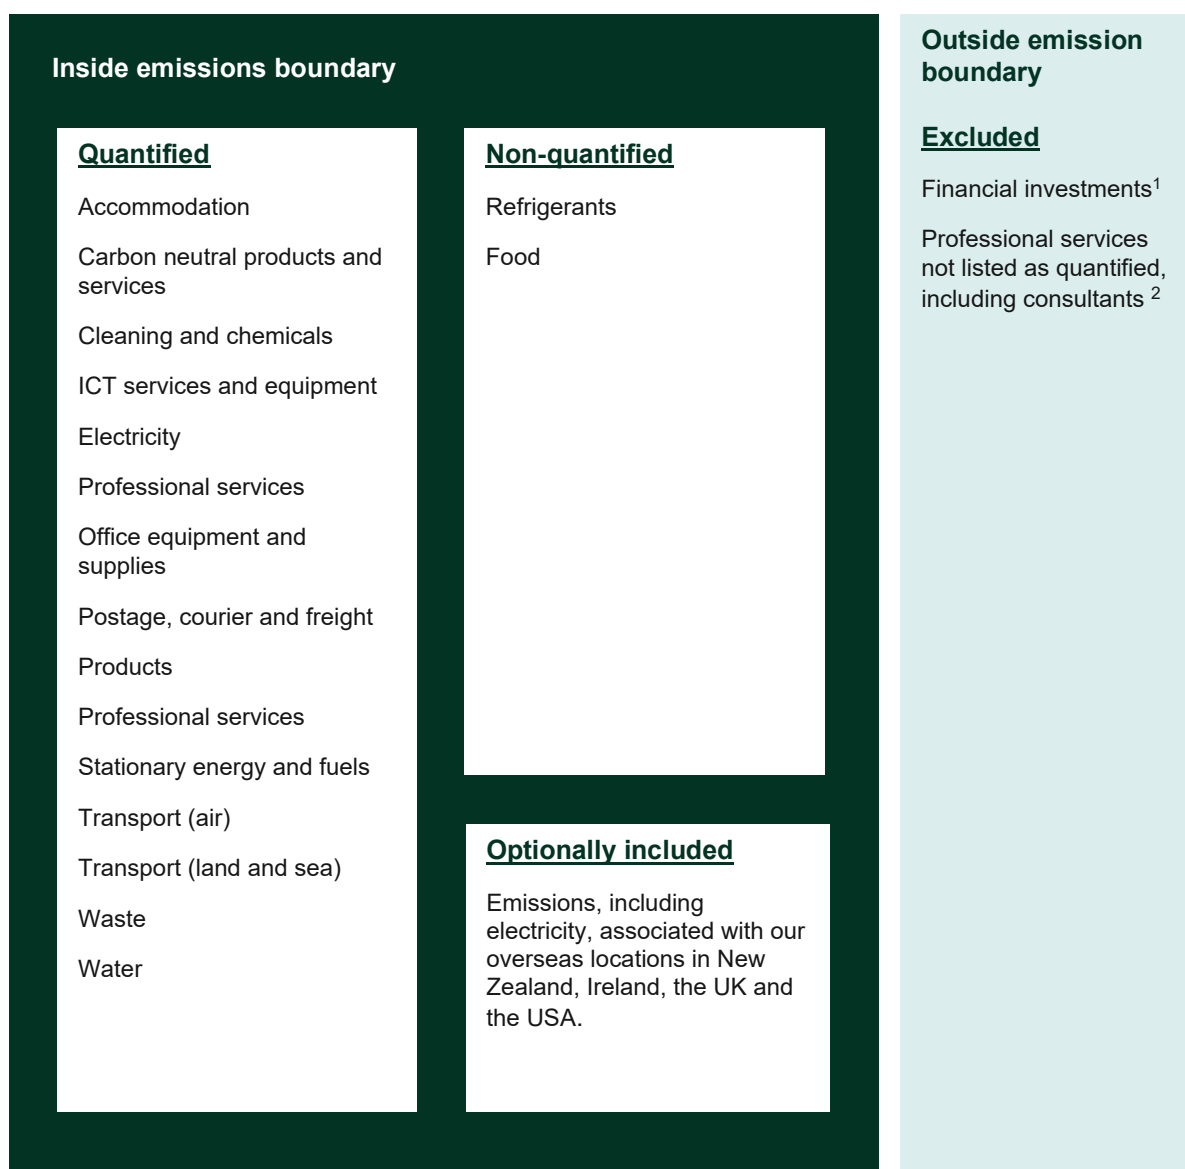 Inside emissions boundary
Quantified
Accommodation
Carbon neutral products and
services
Cleaning and chemicals
ICT services and equipment
Electricity
Professional services
Office equipment and
supplies
Postage, courier and freight
Products
Professional services
Stationary energy and fuels
Transport (air)
Transport (land and sea)
Waste
Water
Non-quantified
Refrigerants
Food
Optionally included
Emissions, including
electricity, associated with our
overseas locations in New
Zealand, Ireland, the UK and
the USA.
Outside emission
boundary
Excluded
Financial investments¹
Professional services
not listed as quantified,
including consultants ²